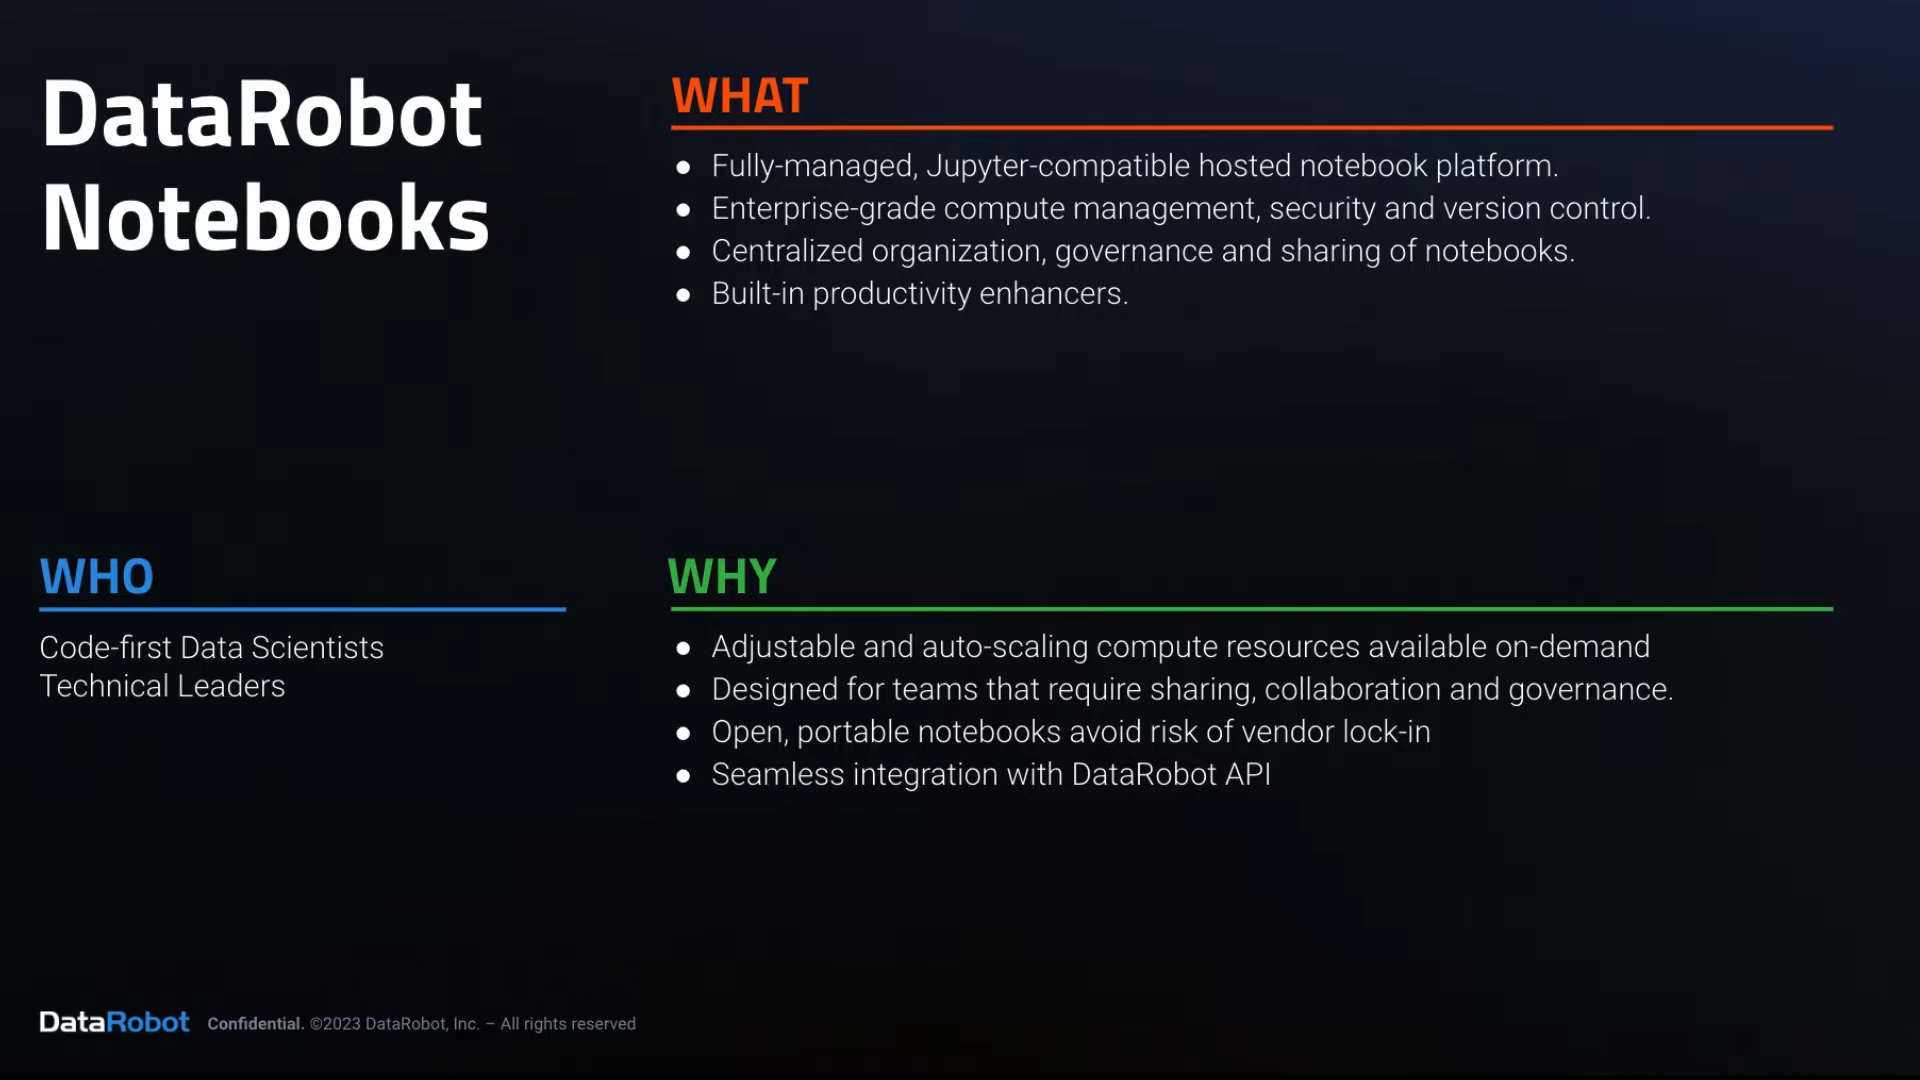 DataRobot
Notebooks
WHAT
● Fully-managed, Jupyter-compatible hosted notebook platform.
● Enterprise-grade compute management, security and version control.
● Centralized organization, governance and sharing of notebooks.
● Built-in productivity enhancers.
WHO
Code-first Data Scientists
Technical Leaders
WHY
● Adjustable and auto-scaling compute resources available on-demand
● Designed for teams that require sharing, collaboration and governance.
● Open, portable notebooks avoid risk of vendor lock-in
● Seamless integration with DataRobot API
DataRobot Confidential. ©2023 DataRobot, Inc. – All rights reserved